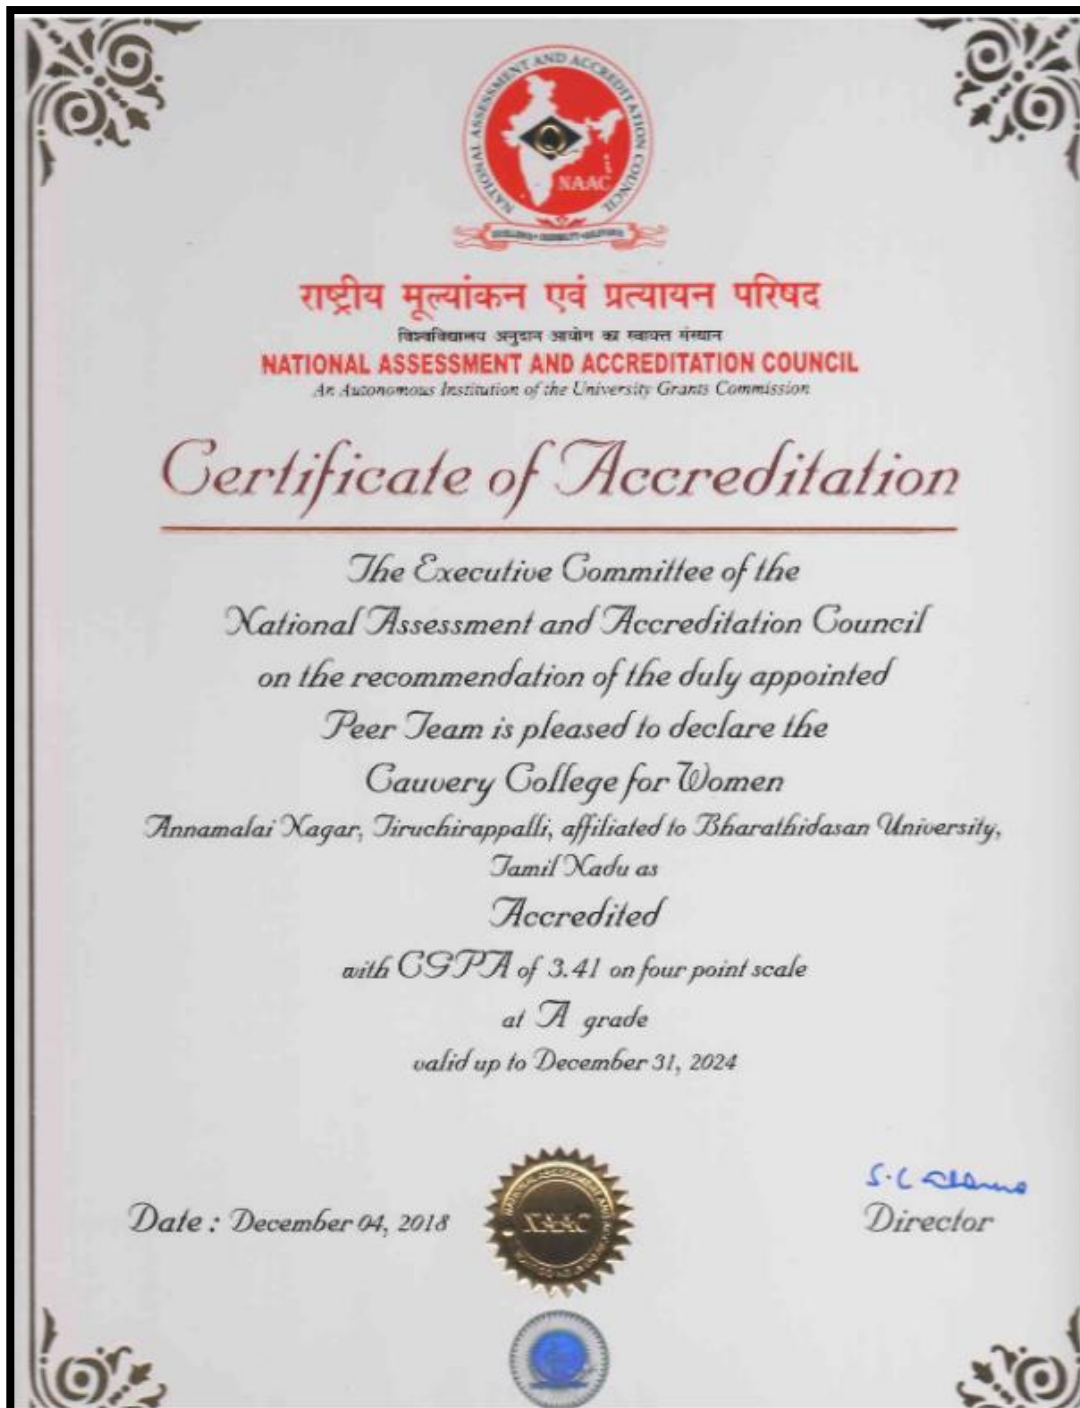 NATIONAL ASSESSMENT AND ACCREDITATION COUNCIL
Q
NAAC
राष्ट्रीय मूल्यांकन एवं प्रत्यायन परिषद
विश्वविद्यालय अनुदान आयोग का स्वायत्त संस्थान
NATIONAL ASSESSMENT AND ACCREDITATION COUNCIL
An Autonomous Institution of the University Grants Commission
Certificate of Accreditation
The Executive Committee of the
National Assessment and Accreditation Council
on the recommendation of the duly appointed
Peer Team is pleased to declare the
Cauvery College for Women
Annamalai Nagar, Tiruchirappalli, affiliated to Bharathidasan University,
Tamil Nadu as
Accredited
with CGPA of 3.41 on four point scale
at A grade
valid up to December 31, 2024
Date : December 04, 2018
NAAC
Director